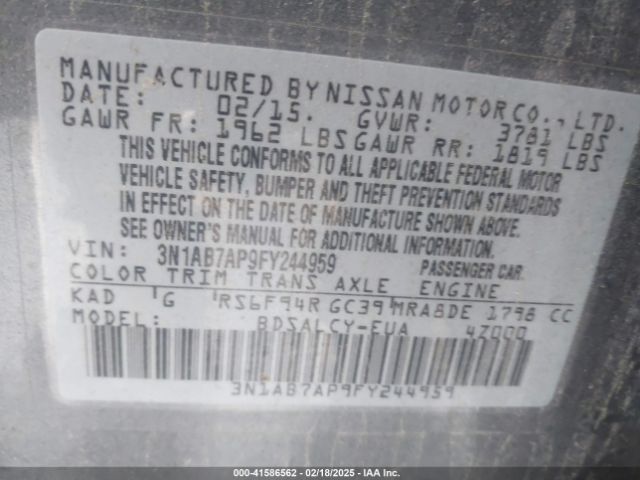 MANUFACTURED BY NISSAN MOTOR CO., LTD.
DATE: 02/15. GVWR: 3781 LBS
GAWR FR: 1962 LBS GAWR RR: 1819 LBS
THIS VEHICLE CONFORMS TO ALL APPLICABLE FEDERAL MOTOR
VEHICLE SAFETY, BUMPER AND THEFT PREVENTION STANDARDS
IN EFFECT ON THE DATE OF MANUFACTURE SHOWN ABOVE.
SEE OWNER'S MANUAL FOR ADDITIONAL INFORMATION.
VIN: 3N1AB7AP9FY244959 PASSENGER CAR.
COLOR TRIM TRANS AXLE ENGINE
KAD G RS6F94R GC39 MRA8DE 1798 CC
MODEL: BDSALCY-EUA 4Z000
3N1AB7AP9FY244959
000-41586562 — 02/18/2025 — IAA Inc.